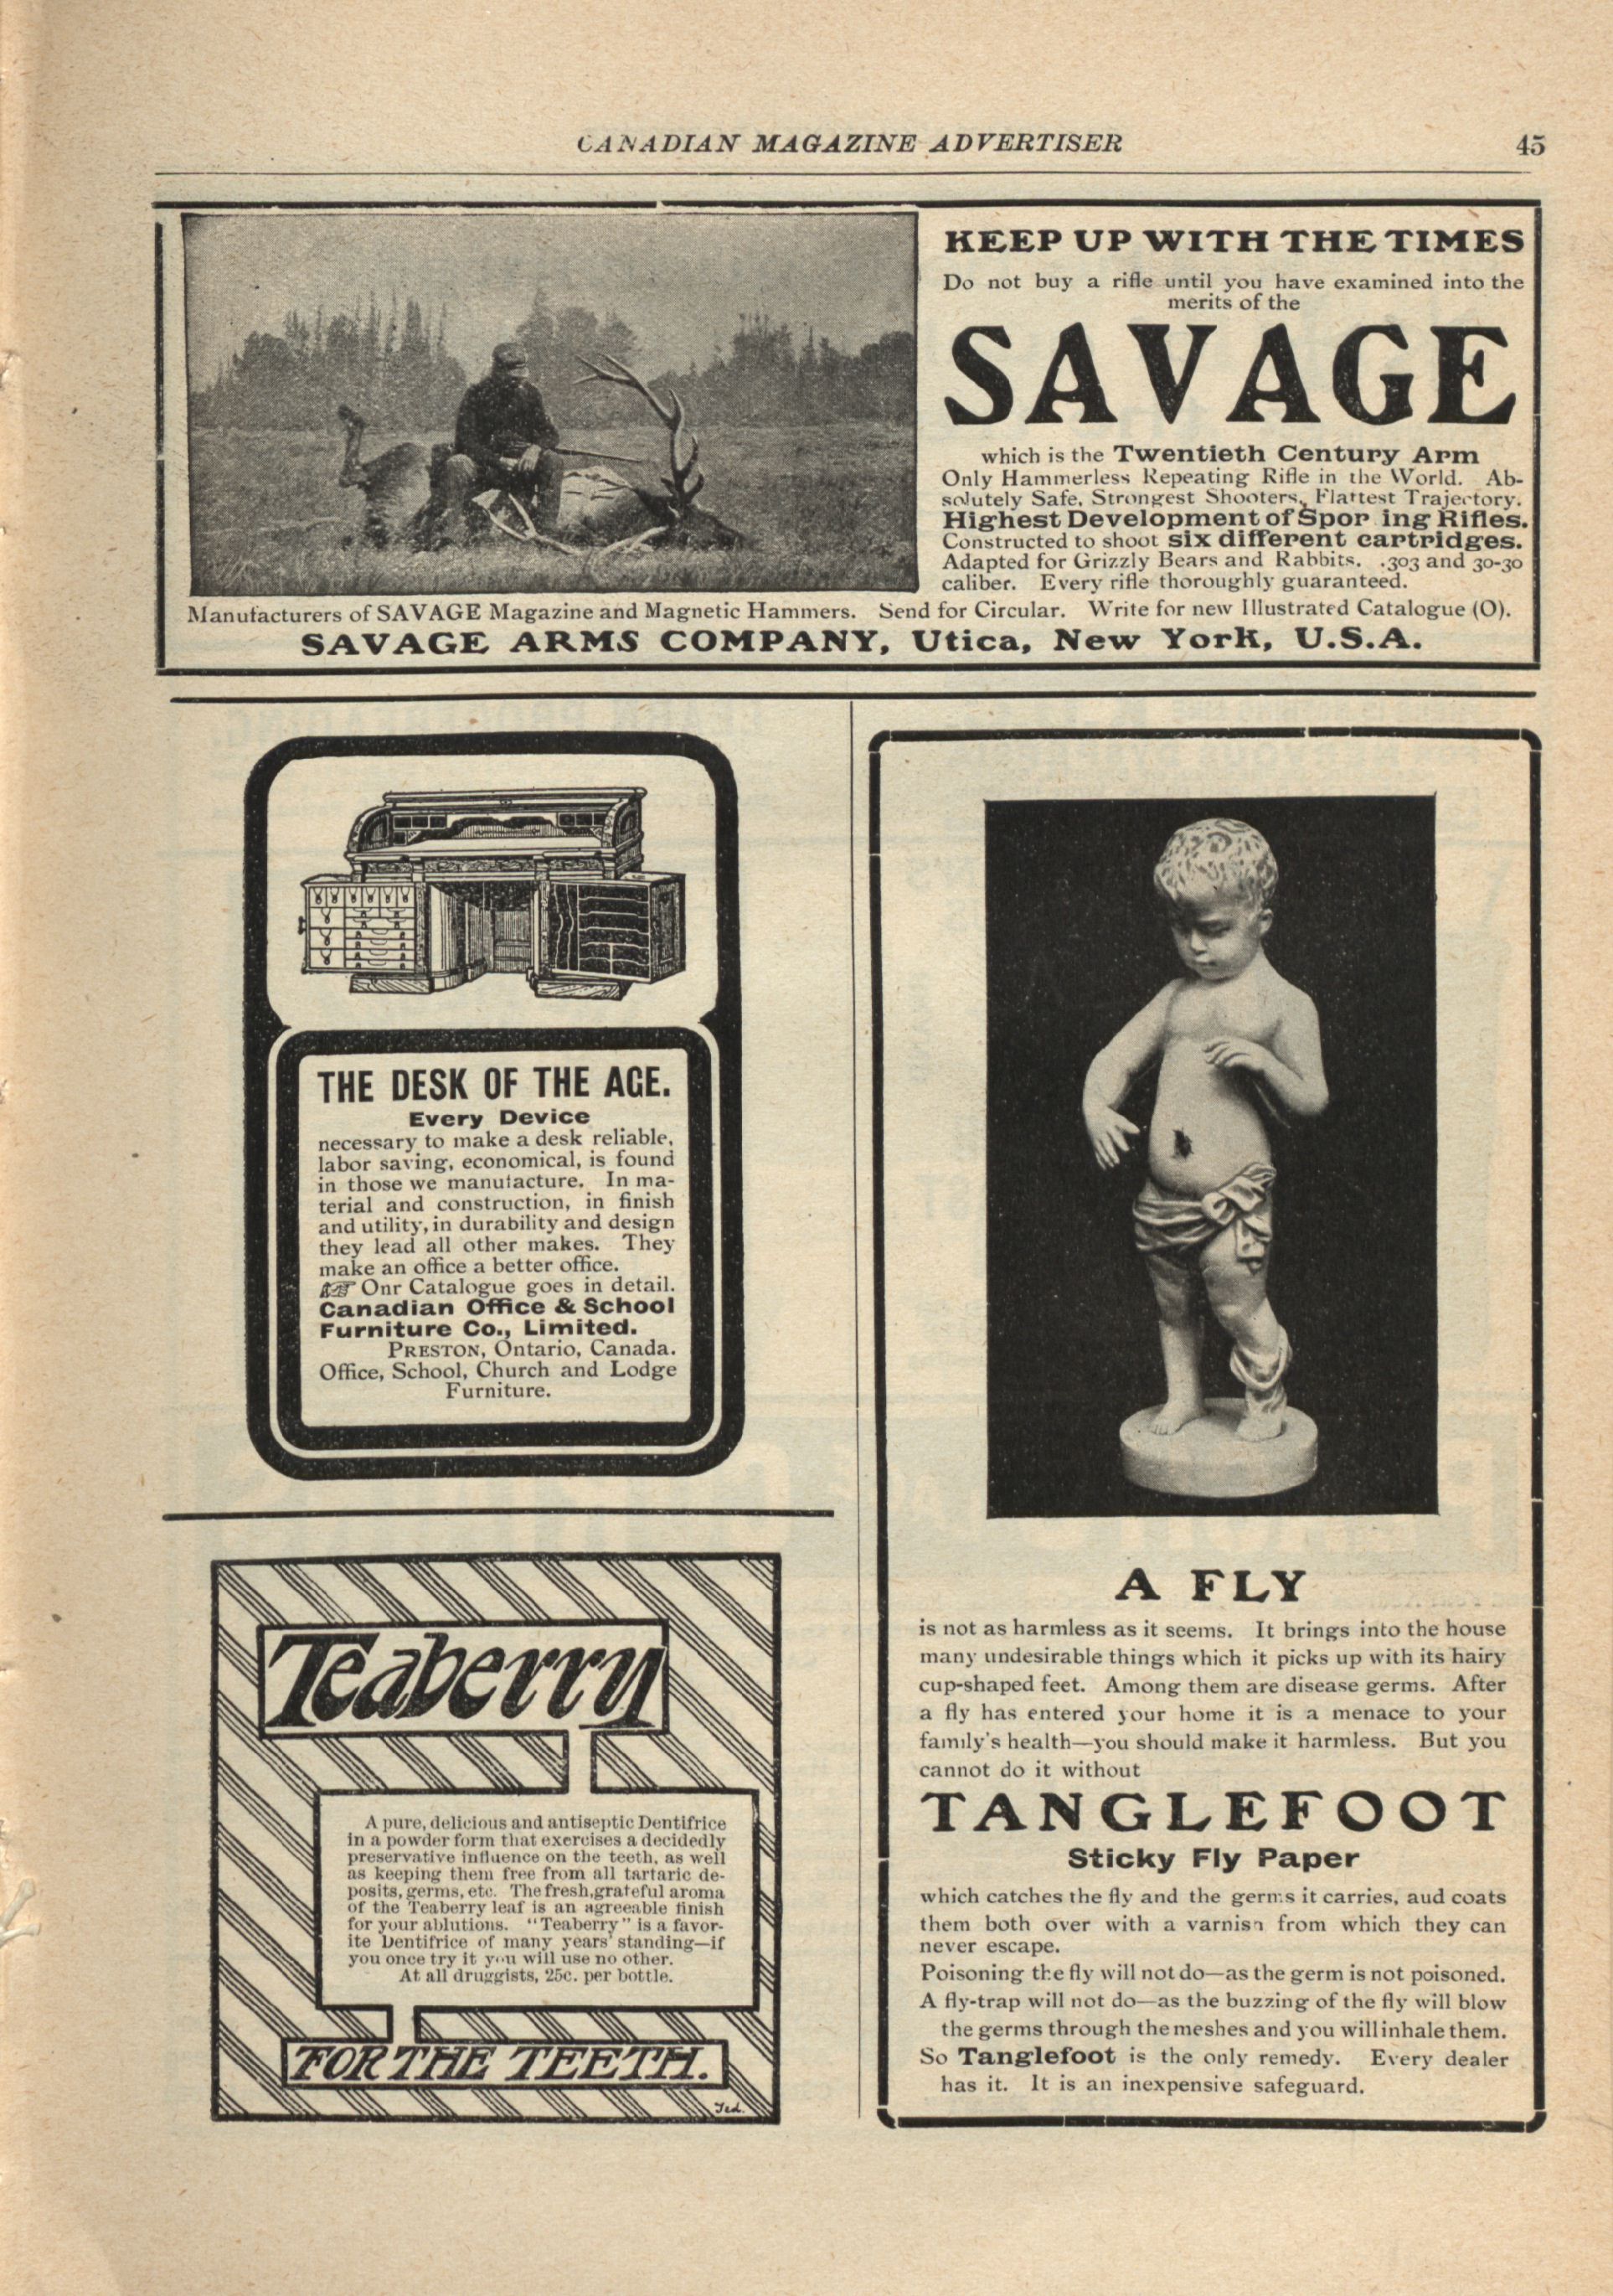 CANADIAN MAGAZINE ADVERTISER
45
KEEP UP WITH THE TIMES
Do not buy a rifle until you have examined into the
merits of the
SAVAGE
which is the Twentieth Century Arm
Only Hammerless Repeating Rifle in the World. Ab-
solutely Safe, Strongest Shooters, Flattest Trajectory.
Highest Development of Spor ing Rifles.
Constructed to shoot six different cartridges.
Adapted for Grizzly Bears and Rabbits. .303 and 30-30
caliber. Every rifle thoroughly guaranteed.
Manufacturers of SAVAGE Magazine and Magnetic Hammers. Send for Circular. Write for new Illustrated Catalogue (O).
SAVAGE ARMS COMPANY, Utica, New York, U.S.A.
THE DESK OF THE AGE.
Every Device
necessary to make a desk reliable,
labor saving, economical, is found
in those we manufacture. In ma-
terial and construction, in finish
and utility, in durability and design
they lead all other makes. They
make an office a better office.
☞ Onr Catalogue goes in detail.
Canadian Office & School
Furniture Co., Limited.
PRESTON, Ontario, Canada.
Office, School, Church and Lodge
Furniture.
Teaberry
A pure, delicious and antiseptic Dentifrice
in a powder form that exercises a decidedly
preservative influence on the teeth, as well
as keeping them free from all tartaric de-
posits, germs, etc. The fresh, grateful aroma
of the Teaberry leaf is an agreeable finish
for your ablutions. "Teaberry" is a favor-
ite Dentifrice of many years' standing—if
you once try it you will use no other.
At all druggists, 25c. per bottle.
FOR THE TEETH.
Ted.
A FLY
is not as harmless as it seems. It brings into the house
many undesirable things which it picks up with its hairy
cup-shaped feet. Among them are disease germs. After
a fly has entered your home it is a menace to your
family's health—you should make it harmless. But you
cannot do it without
TANGLEFOOT
Sticky Fly Paper
which catches the fly and the germs it carries, aud coats
them both over with a varnish from which they can
never escape.
Poisoning the fly will not do—as the germ is not poisoned.
A fly-trap will not do—as the buzzing of the fly will blow
the germs through the meshes and you will inhale them.
So Tanglefoot is the only remedy. Every dealer
has it. It is an inexpensive safeguard.